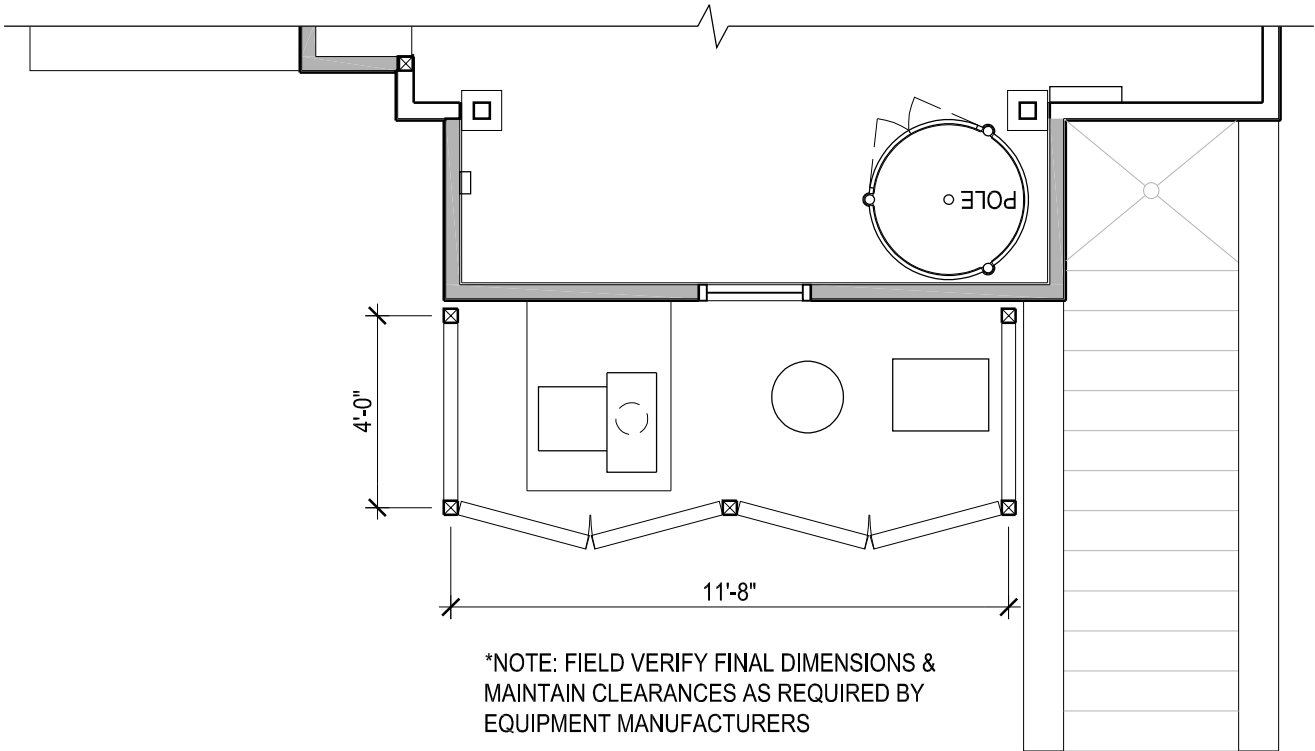 POLE
4'-0"
11'-8"
*NOTE: FIELD VERIFY FINAL DIMENSIONS &
MAINTAIN CLEARANCES AS REQUIRED BY
EQUIPMENT MANUFACTURERS